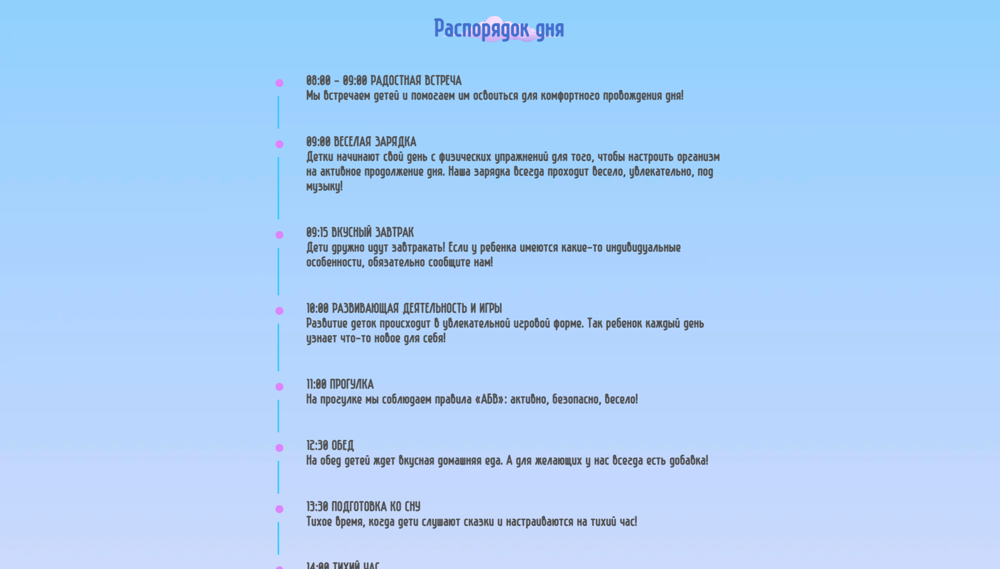 Распорядок дня
08:00 - 09:00 РАДОСТНАЯ ВСТРЕЧА
Мы встречаем детей и помогаем им освоиться для комфортного провождения дня!
09:00 ВЕСЕЛАЯ ЗАРЯДКА
Детки начинают свой день с физических упражнений для того, чтобы настроить организм
на активное продолжение дня. Наша зарядка всегда проходит весело, увлекательно, под
музыку!
09:15 ВКУСНЫЙ ЗАВТРАК
Дети дружно идут завтракать! Если у ребенка имеются какие-то индивидуальные
особенности, обязательно сообщите нам!
10:00 РАЗВИВАЮЩАЯ ДЕЯТЕЛЬНОСТЬ И ИГРЫ
Развитие деток происходит в увлекательной игровой форме. Так ребенок каждый день
узнает что-то новое для себя!
11:00 ПРОГУЛКА
На прогулке мы соблюдаем правила «АБВ»: активно, безопасно, весело!
12:30 ОБЕД
На обед детей ждет вкусная домашняя еда. А для желающих у нас всегда есть добавка!
13:30 ПОДГОТОВКА КО СНУ
Тихое время, когда дети слушают сказки и настраиваются на тихий час!
14:00 ТИХИЙ ЧАС